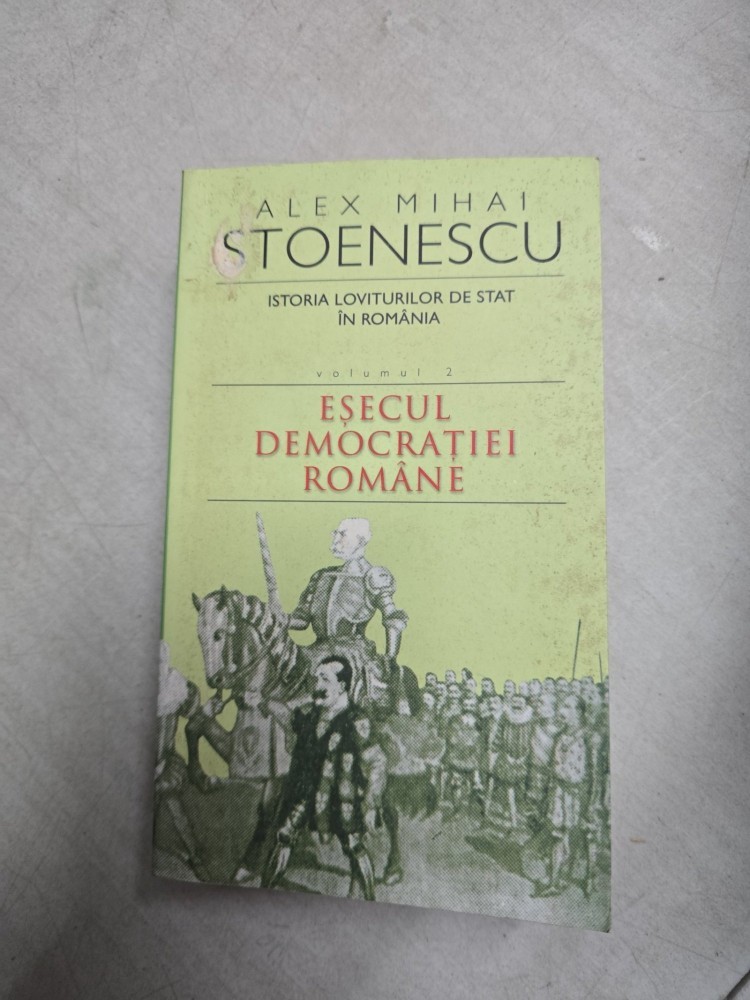 ALEX MIHAI
STOENESCU
ISTORIA LOVITURILOR DE STAT
ÎN ROMÂNIA
volumul 2
EȘECUL
DEMOCRAȚIEI
ROMÂNE